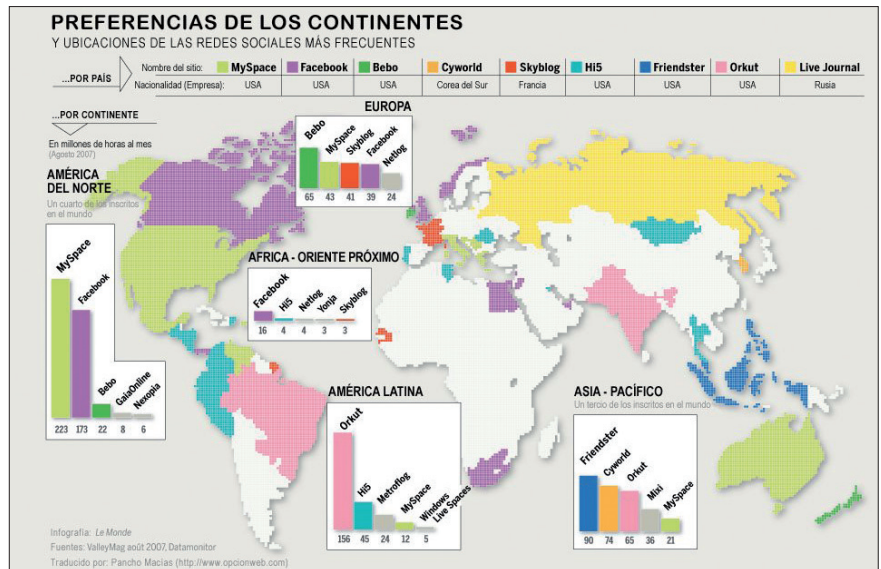 PREFERENCIAS DE LOS CONTINENTES
Y UBICACIONES DE LAS REDES SOCIALES MÁS FRECUENTES
...POR PAÍS
Nombre del sitio: MySpace Facebook Bebo Cyworld Skyblog Hi5 Friendster Orkut Live Journal
Nacionalidad (Empresa): USA USA USA Corea del Sur Francia USA USA USA Rusia
...POR CONTINENTE
En millones de horas al mes
(Agosto 2007)
AMÉRICA
DEL NORTE
Un cuarto de los inscritos
en el mundo
MySpace
Facebook
Bebo
GaiaOnline
Nexopia
223 173 22 8 6
EUROPA
Bebo
MySpace
Skyblog
Facebook
Netlog
65 43 41 39 24
AFRICA - ORIENTE PRÓXIMO
Facebook
Hi5
Netlog
Yonja
Skyblog
16 4 4 3 3
AMÉRICA LATINA
Orkut
Hi5
Metroflog
MySpace
Windows
Live Spaces
156 45 24 12 5
ASIA - PACÍFICO
Un tercio de los inscritos en el mundo
Friendster
Cyworld
Orkut
Mixi
MySpace
90 74 65 36 21
Infografía: Le Monde
Fuentes: ValleyMag août 2007, Datamonitor
Traducido por: Pancho Macias (http://www.opcionweb.com)